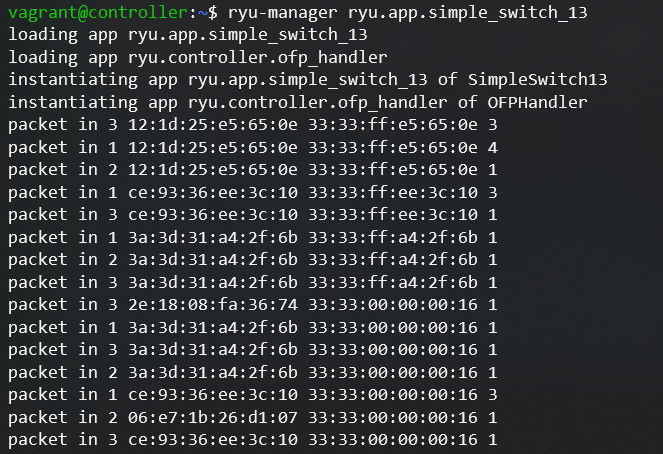 vagrant@controller:~$ ryu-manager ryu.app.simple_switch_13
loading app ryu.app.simple_switch_13
loading app ryu.controller.ofp_handler
instantiating app ryu.app.simple_switch_13 of SimpleSwitch13
instantiating app ryu.controller.ofp_handler of OFPHandler
packet in 3 12:1d:25:e5:65:0e 33:33:ff:e5:65:0e 3
packet in 1 12:1d:25:e5:65:0e 33:33:ff:e5:65:0e 4
packet in 2 12:1d:25:e5:65:0e 33:33:ff:e5:65:0e 1
packet in 1 ce:93:36:ee:3c:10 33:33:ff:ee:3c:10 3
packet in 3 ce:93:36:ee:3c:10 33:33:ff:ee:3c:10 1
packet in 1 3a:3d:31:a4:2f:6b 33:33:ff:a4:2f:6b 1
packet in 2 3a:3d:31:a4:2f:6b 33:33:ff:a4:2f:6b 1
packet in 3 3a:3d:31:a4:2f:6b 33:33:ff:a4:2f:6b 1
packet in 3 2e:18:08:fa:36:74 33:33:00:00:00:16 1
packet in 1 3a:3d:31:a4:2f:6b 33:33:00:00:00:16 1
packet in 3 3a:3d:31:a4:2f:6b 33:33:00:00:00:16 1
packet in 2 3a:3d:31:a4:2f:6b 33:33:00:00:00:16 1
packet in 1 ce:93:36:ee:3c:10 33:33:00:00:00:16 3
packet in 2 06:e7:1b:26:d1:07 33:33:00:00:00:16 1
packet in 3 ce:93:36:ee:3c:10 33:33:00:00:00:16 1